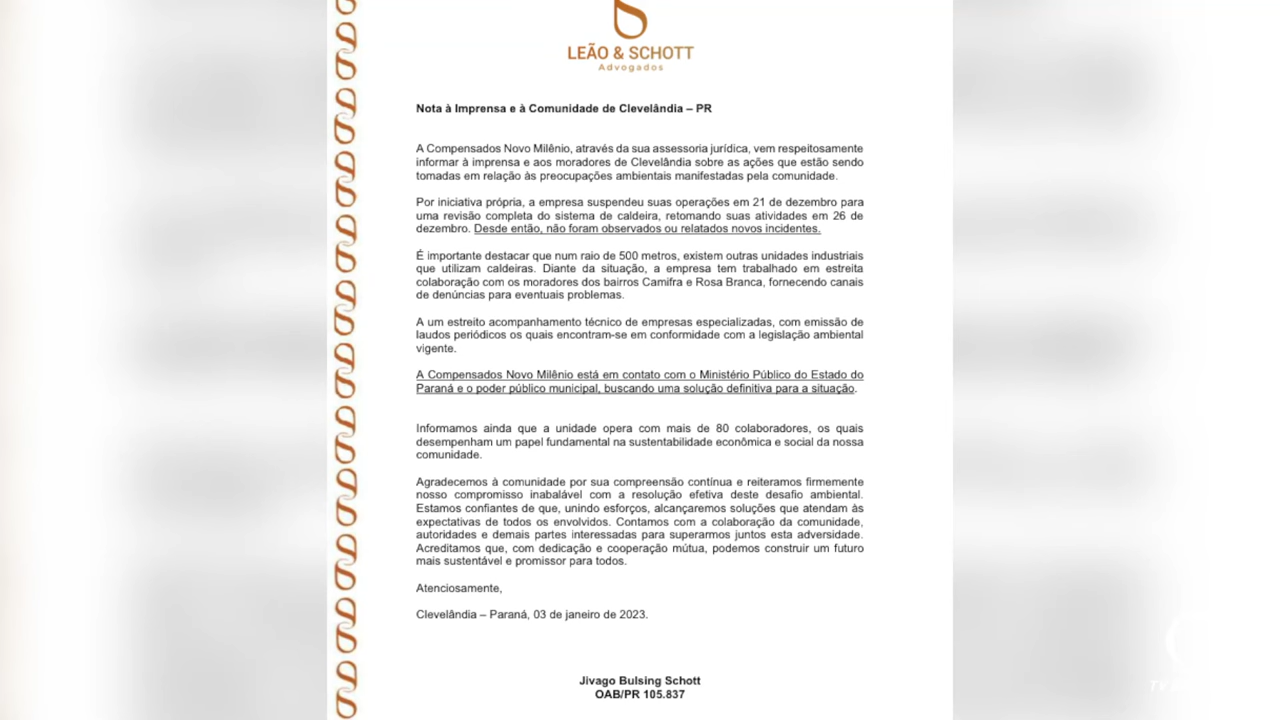 LEÃO & SCHOTT
Advogados
Nota à Imprensa e à Comunidade de Clevelândia – PR
A Compensados Novo Milênio, através da sua assessoria jurídica, vem respeitosamente
informar à imprensa e aos moradores de Clevelândia sobre as ações que estão sendo
tomadas em relação às preocupações ambientais manifestadas pela comunidade.
Por iniciativa própria, a empresa suspendeu suas operações em 21 de dezembro para
uma revisão completa do sistema de caldeira, retomando suas atividades em 26 de
dezembro. Desde então, não foram observados ou relatados novos incidentes.
É importante destacar que num raio de 500 metros, existem outras unidades industriais
que utilizam caldeiras. Diante da situação, a empresa tem trabalhado em estreita
colaboração com os moradores dos bairros Camifra e Rosa Branca, fornecendo canais
de denúncias para eventuais problemas.
A um estreito acompanhamento técnico de empresas especializadas, com emissão de
laudos periódicos os quais encontram-se em conformidade com a legislação ambiental
vigente.
A Compensados Novo Milênio está em contato com o Ministério Público do Estado do
Paraná e o poder público municipal, buscando uma solução definitiva para a situação.
Informamos ainda que a unidade opera com mais de 80 colaboradores, os quais
desempenham um papel fundamental na sustentabilidade econômica e social da nossa
comunidade.
Agradecemos à comunidade por sua compreensão contínua e reiteramos firmemente
nosso compromisso inabalável com a resolução efetiva deste desafio ambiental.
Estamos confiantes de que, unindo esforços, alcançaremos soluções que atendam às
expectativas de todos os envolvidos. Contamos com a colaboração da comunidade,
autoridades e demais partes interessadas para superarmos juntos esta adversidade.
Acreditamos que, com dedicação e cooperação mútua, podemos construir um futuro
mais sustentável e promissor para todos.
Atenciosamente,
Clevelândia – Paraná, 03 de janeiro de 2023.
Jivago Bulsing Schott
OAB/PR 105.837
TV